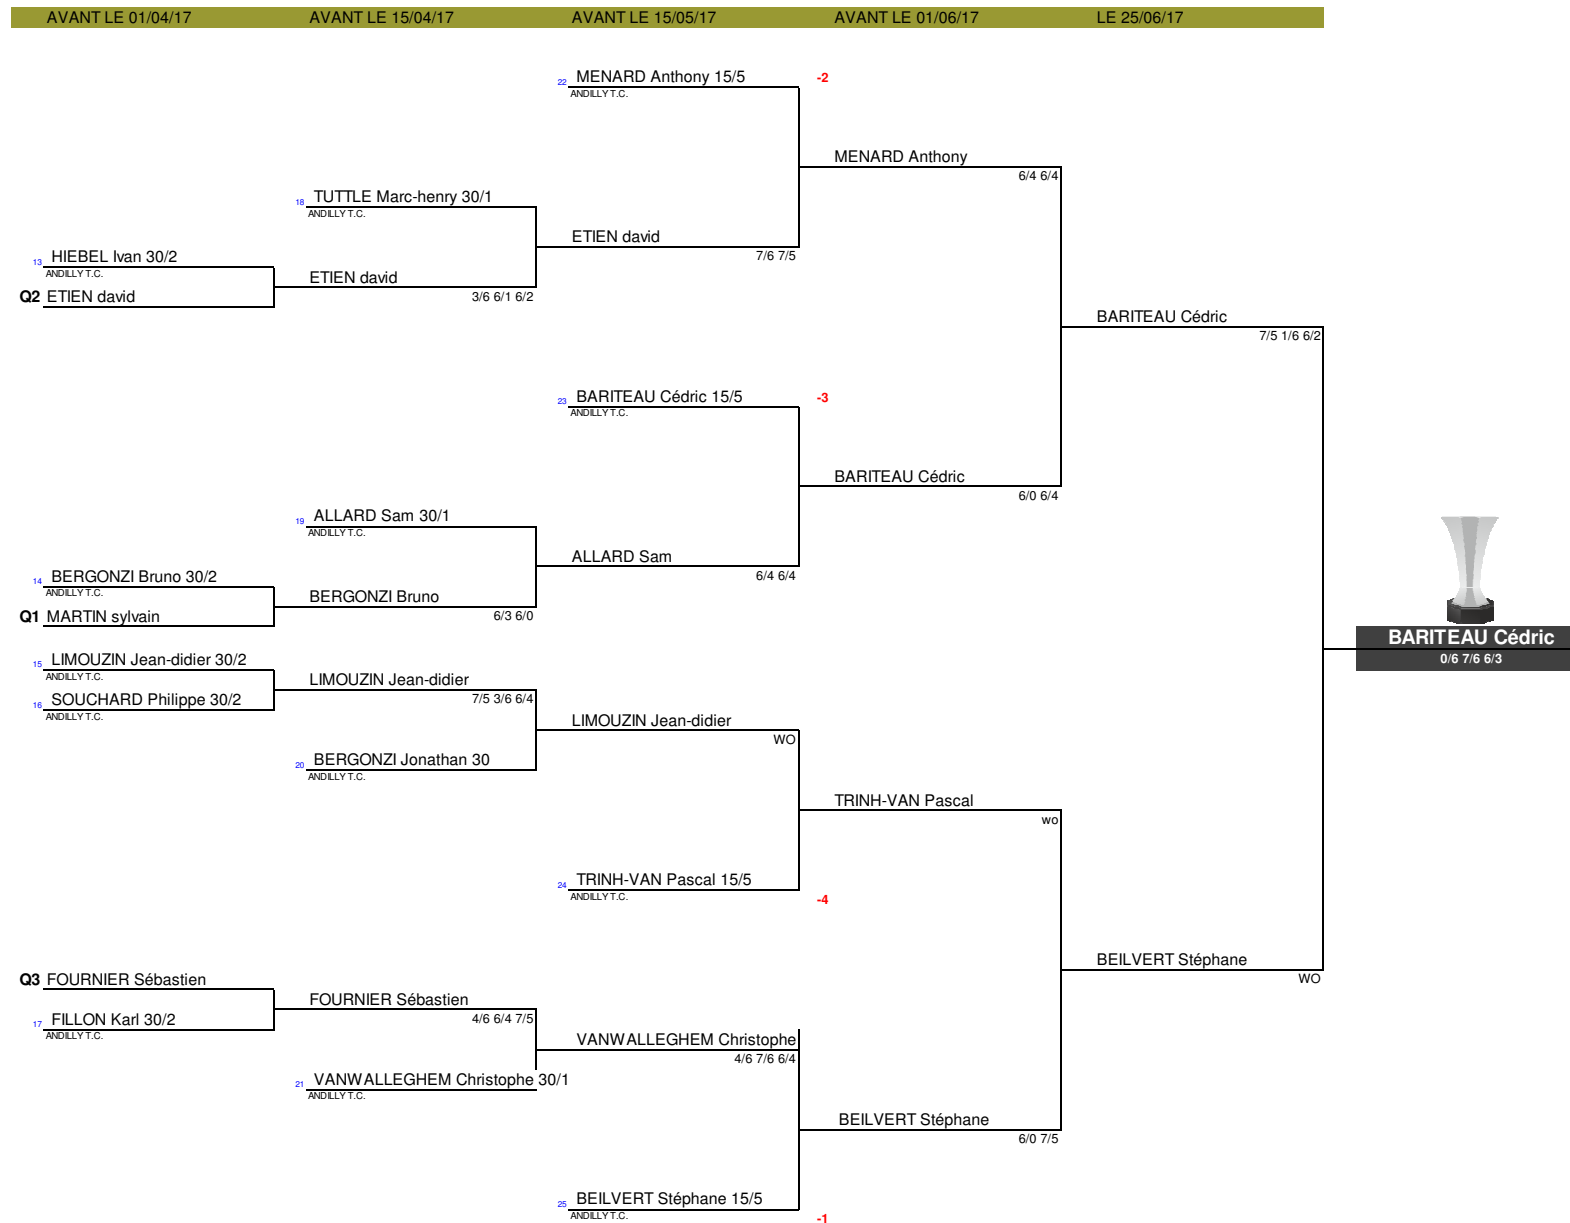 AVANT LE 01/04/17 AVANT LE 15/04/17 AVANT LE 15/05/17 AVANT LE 01/06/17 LE 25/06/17
22 MENARD Anthony 15/5 -2
ANDILLY T.C.
MENARD Anthony
6/4 6/4
18 TUTTLE Marc-henry 30/1
ANDILLY T.C.
ETIEN david
7/6 7/5
13 HIEBEL Ivan 30/2
ANDILLY T.C.
ETIEN david
3/6 6/1 6/2
Q2 ETIEN david
BARITEAU Cédric
7/5 1/6 6/2
23 BARITEAU Cédric 15/5 -3
ANDILLY T.C.
BARITEAU Cédric
6/0 6/4
19 ALLARD Sam 30/1
ANDILLY T.C.
ALLARD Sam
6/4 6/4
14 BERGONZI Bruno 30/2
ANDILLY T.C.
BERGONZI Bruno
6/3 6/0
Q1 MARTIN sylvain
BARITEAU Cédric
0/6 7/6 6/3
15 LIMOUZIN Jean-didier 30/2
ANDILLY T.C.
LIMOUZIN Jean-didier
7/5 3/6 6/4
16 SOUCHARD Philippe 30/2
ANDILLY T.C.
LIMOUZIN Jean-didier
WO
20 BERGONZI Jonathan 30
ANDILLY T.C.
TRINH-VAN Pascal
wo
24 TRINH-VAN Pascal 15/5
ANDILLY T.C.
-4
BEILVERT Stéphane
WO
Q3 FOURNIER Sébastien
FOURNIER Sébastien
4/6 6/4 7/5
17 FILLON Karl 30/2
ANDILLY T.C.
VANWALLEGHEM Christophe
4/6 7/6 6/4
21 VANWALLEGHEM Christophe 30/1
ANDILLY T.C.
BEILVERT Stéphane
6/0 7/5
25 BEILVERT Stéphane 15/5
ANDILLY T.C.
-1